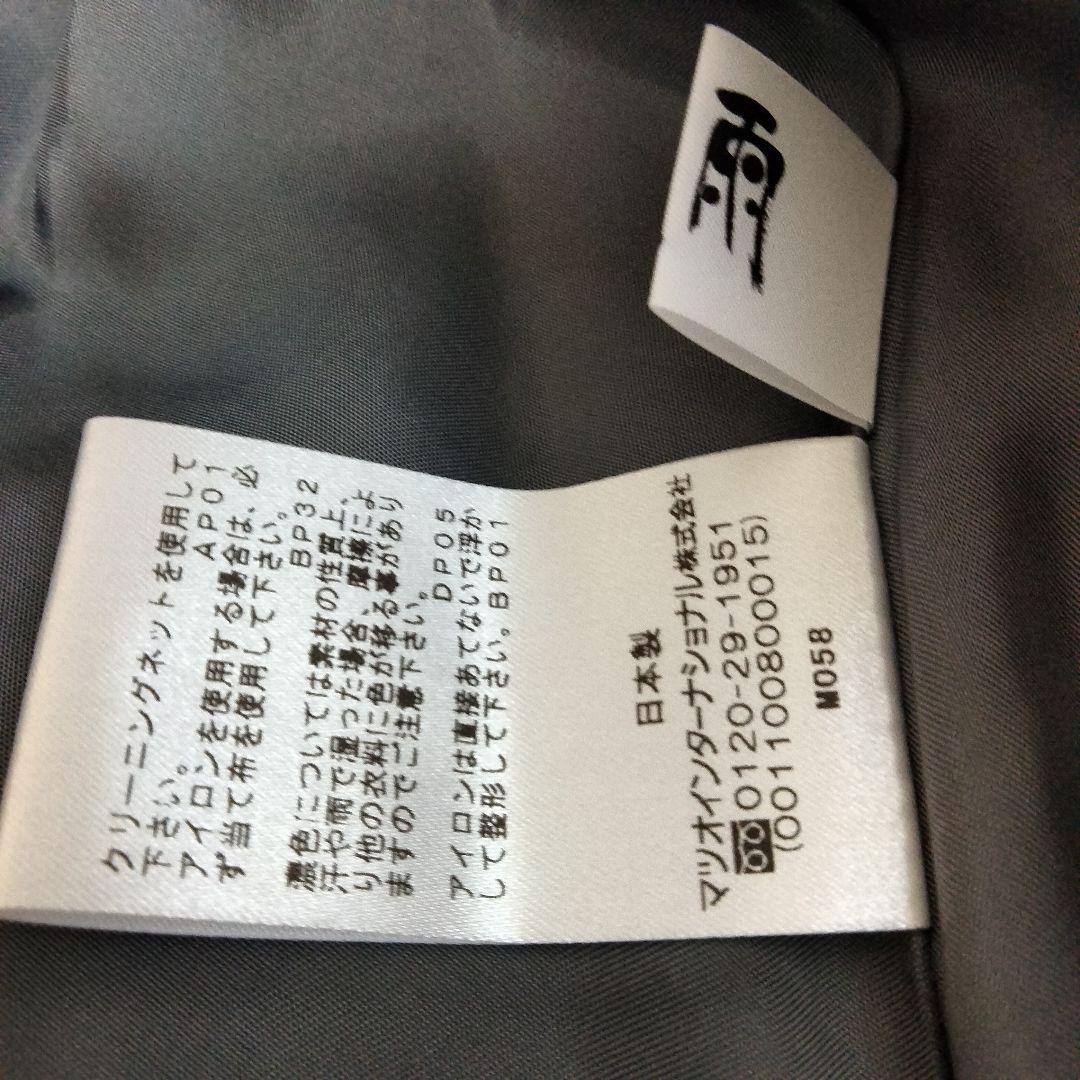 クリーニングネットを使用して
下さい。 AP01
アイロンを使用する場合は、必
ず当て布を使用して下さい。
BP32
濃色については素材の性質上、
汗や雨で湿った場合、摩擦によ
り他の衣料に色が移る事があり
ますのでご注意下さい。
DP05
アイロンは直接あてないで浮か
して整形して下さい。BP01
日本製
マツオインターナショナル株式会社
0120-29-1951
(001100800015)
M058